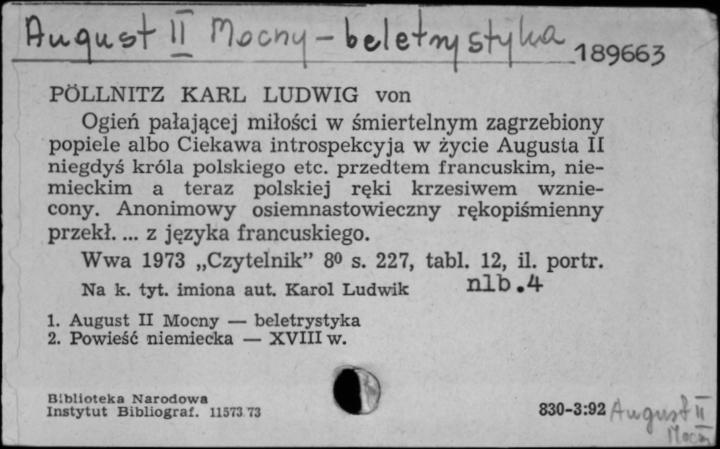 August II Mocny - beletrystyka
189663
PÖLLNITZ KARL LUDWIG von
Ogień pałającej miłości w śmiertelnym zagrzebiony
popiele albo Ciekawa introspekcyja w życie Augusta II
niegdyś króla polskiego etc. przedtem francuskim, nie-
mieckim a teraz polskiej ręki krzesiwem wznie-
cony. Anonimowy osiemnastowieczny rękopiśmienny
przekł. ... z języka francuskiego.
Wwa 1973 „Czytelnik” 8⁰ s. 227, tabl. 12, il. portr.
Na k. tyt. imiona aut. Karol Ludwik nlb.4
1. August II Mocny — beletrystyka
2. Powieść niemiecka — XVIII w.
Biblioteka Narodowa
Instytut Bibliograf. 11573 73
830-3:92 August II
Mocny